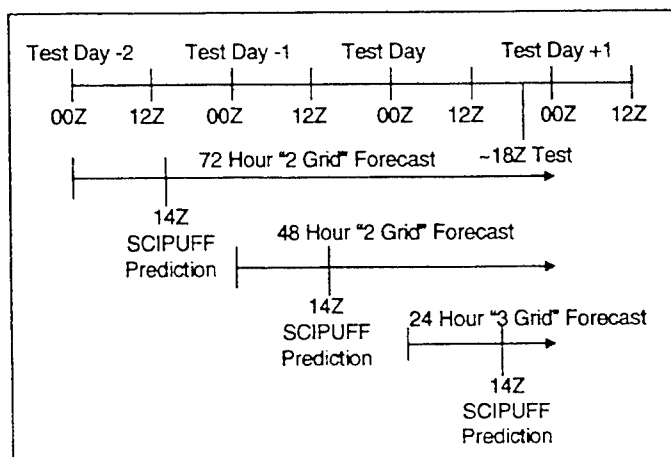 Test Day -2 Test Day -1 Test Day Test Day +1
00Z 12Z 00Z 12Z 00Z 12Z 00Z 12Z
72 Hour "2 Grid" Forecast ~18Z Test
14Z
SCIPUFF
Prediction
48 Hour "2 Grid" Forecast
14Z
SCIPUFF
Prediction
24 Hour "3 Grid" Forecast
14Z
SCIPUFF
Prediction